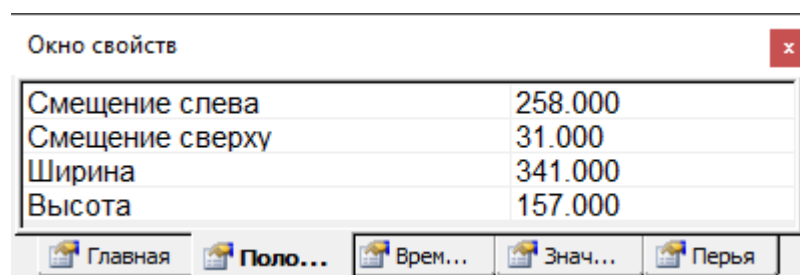 Окно свойств
x
Смещение слева 258.000
Смещение сверху 31.000
Ширина 341.000
Высота 157.000
Главная Поло... Врем... Знач... Перья